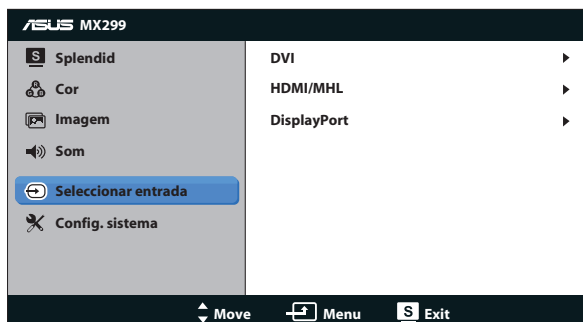 ASUS MX299
S Splendid
Cor
Imagem
Som
Seleccionar entrada
Config. sistema
DVI
HDMI/MHL
DisplayPort
Move Menu S Exit